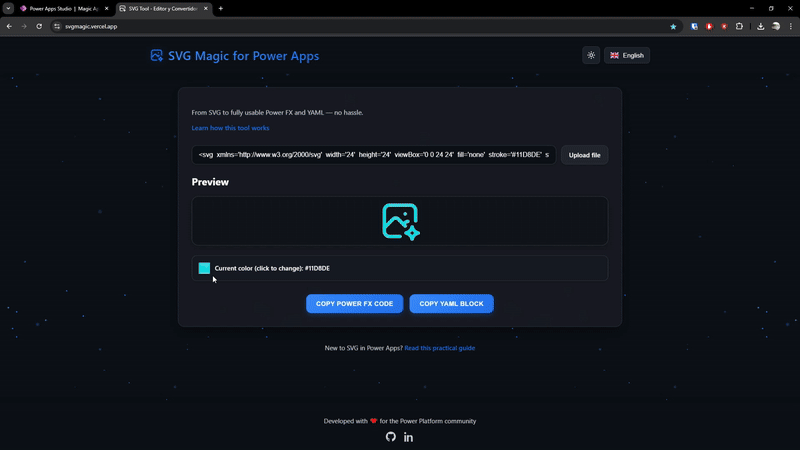 Power Apps Studio | Magic Ap
SVG Tool - Editor y Convertido
svgmagic.vercel.app
SVG Magic for Power Apps
English
From SVG to fully usable Power FX and YAML — no hassle.
Learn how this tool works
<svg xmlns='http://www.w3.org/2000/svg' width='24' height='24' viewBox='0 0 24 24' fill='none' stroke='#11D8DE' s
Upload file
Preview
Current color (click to change): #11D8DE
COPY POWER FX CODE
COPY YAML BLOCK
New to SVG in Power Apps? Read this practical guide
Developed with ❤️ for the Power Platform community
in